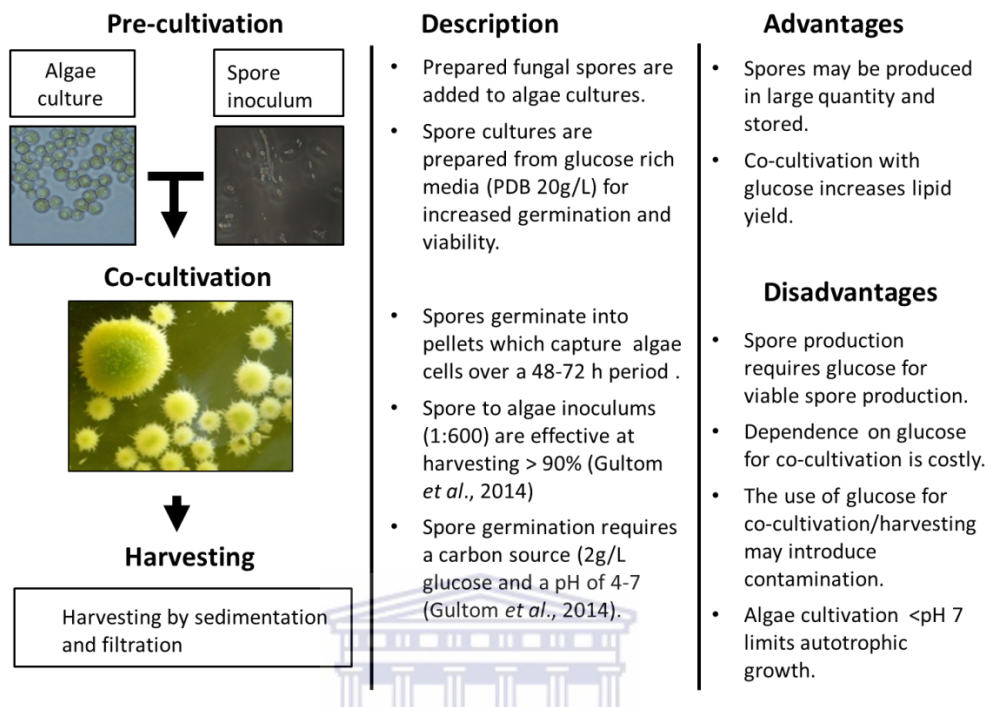 Pre-cultivation
Algae
culture
Spore
inoculum
Co-cultivation
Harvesting
Harvesting by sedimentation
and filtration
Description
• Prepared fungal spores are
added to algae cultures.
• Spore cultures are
prepared from glucose rich
media (PDB 20g/L) for
increased germination and
viability.
• Spores germinate into
pellets which capture algae
cells over a 48-72 h period .
• Spore to algae inoculums
(1:600) are effective at
harvesting > 90% (Gultom
et al., 2014)
• Spore germination requires
a carbon source (2g/L
glucose and a pH of 4-7
(Gultom et al., 2014).
Advantages
• Spores may be produced
in large quantity and
stored.
• Co-cultivation with
glucose increases lipid
yield.
Disadvantages
• Spore production
requires glucose for
viable spore production.
• Dependence on glucose
for co-cultivation is costly.
• The use of glucose for
co-cultivation/harvesting
may introduce
contamination.
• Algae cultivation <pH 7
limits autotrophic
growth.